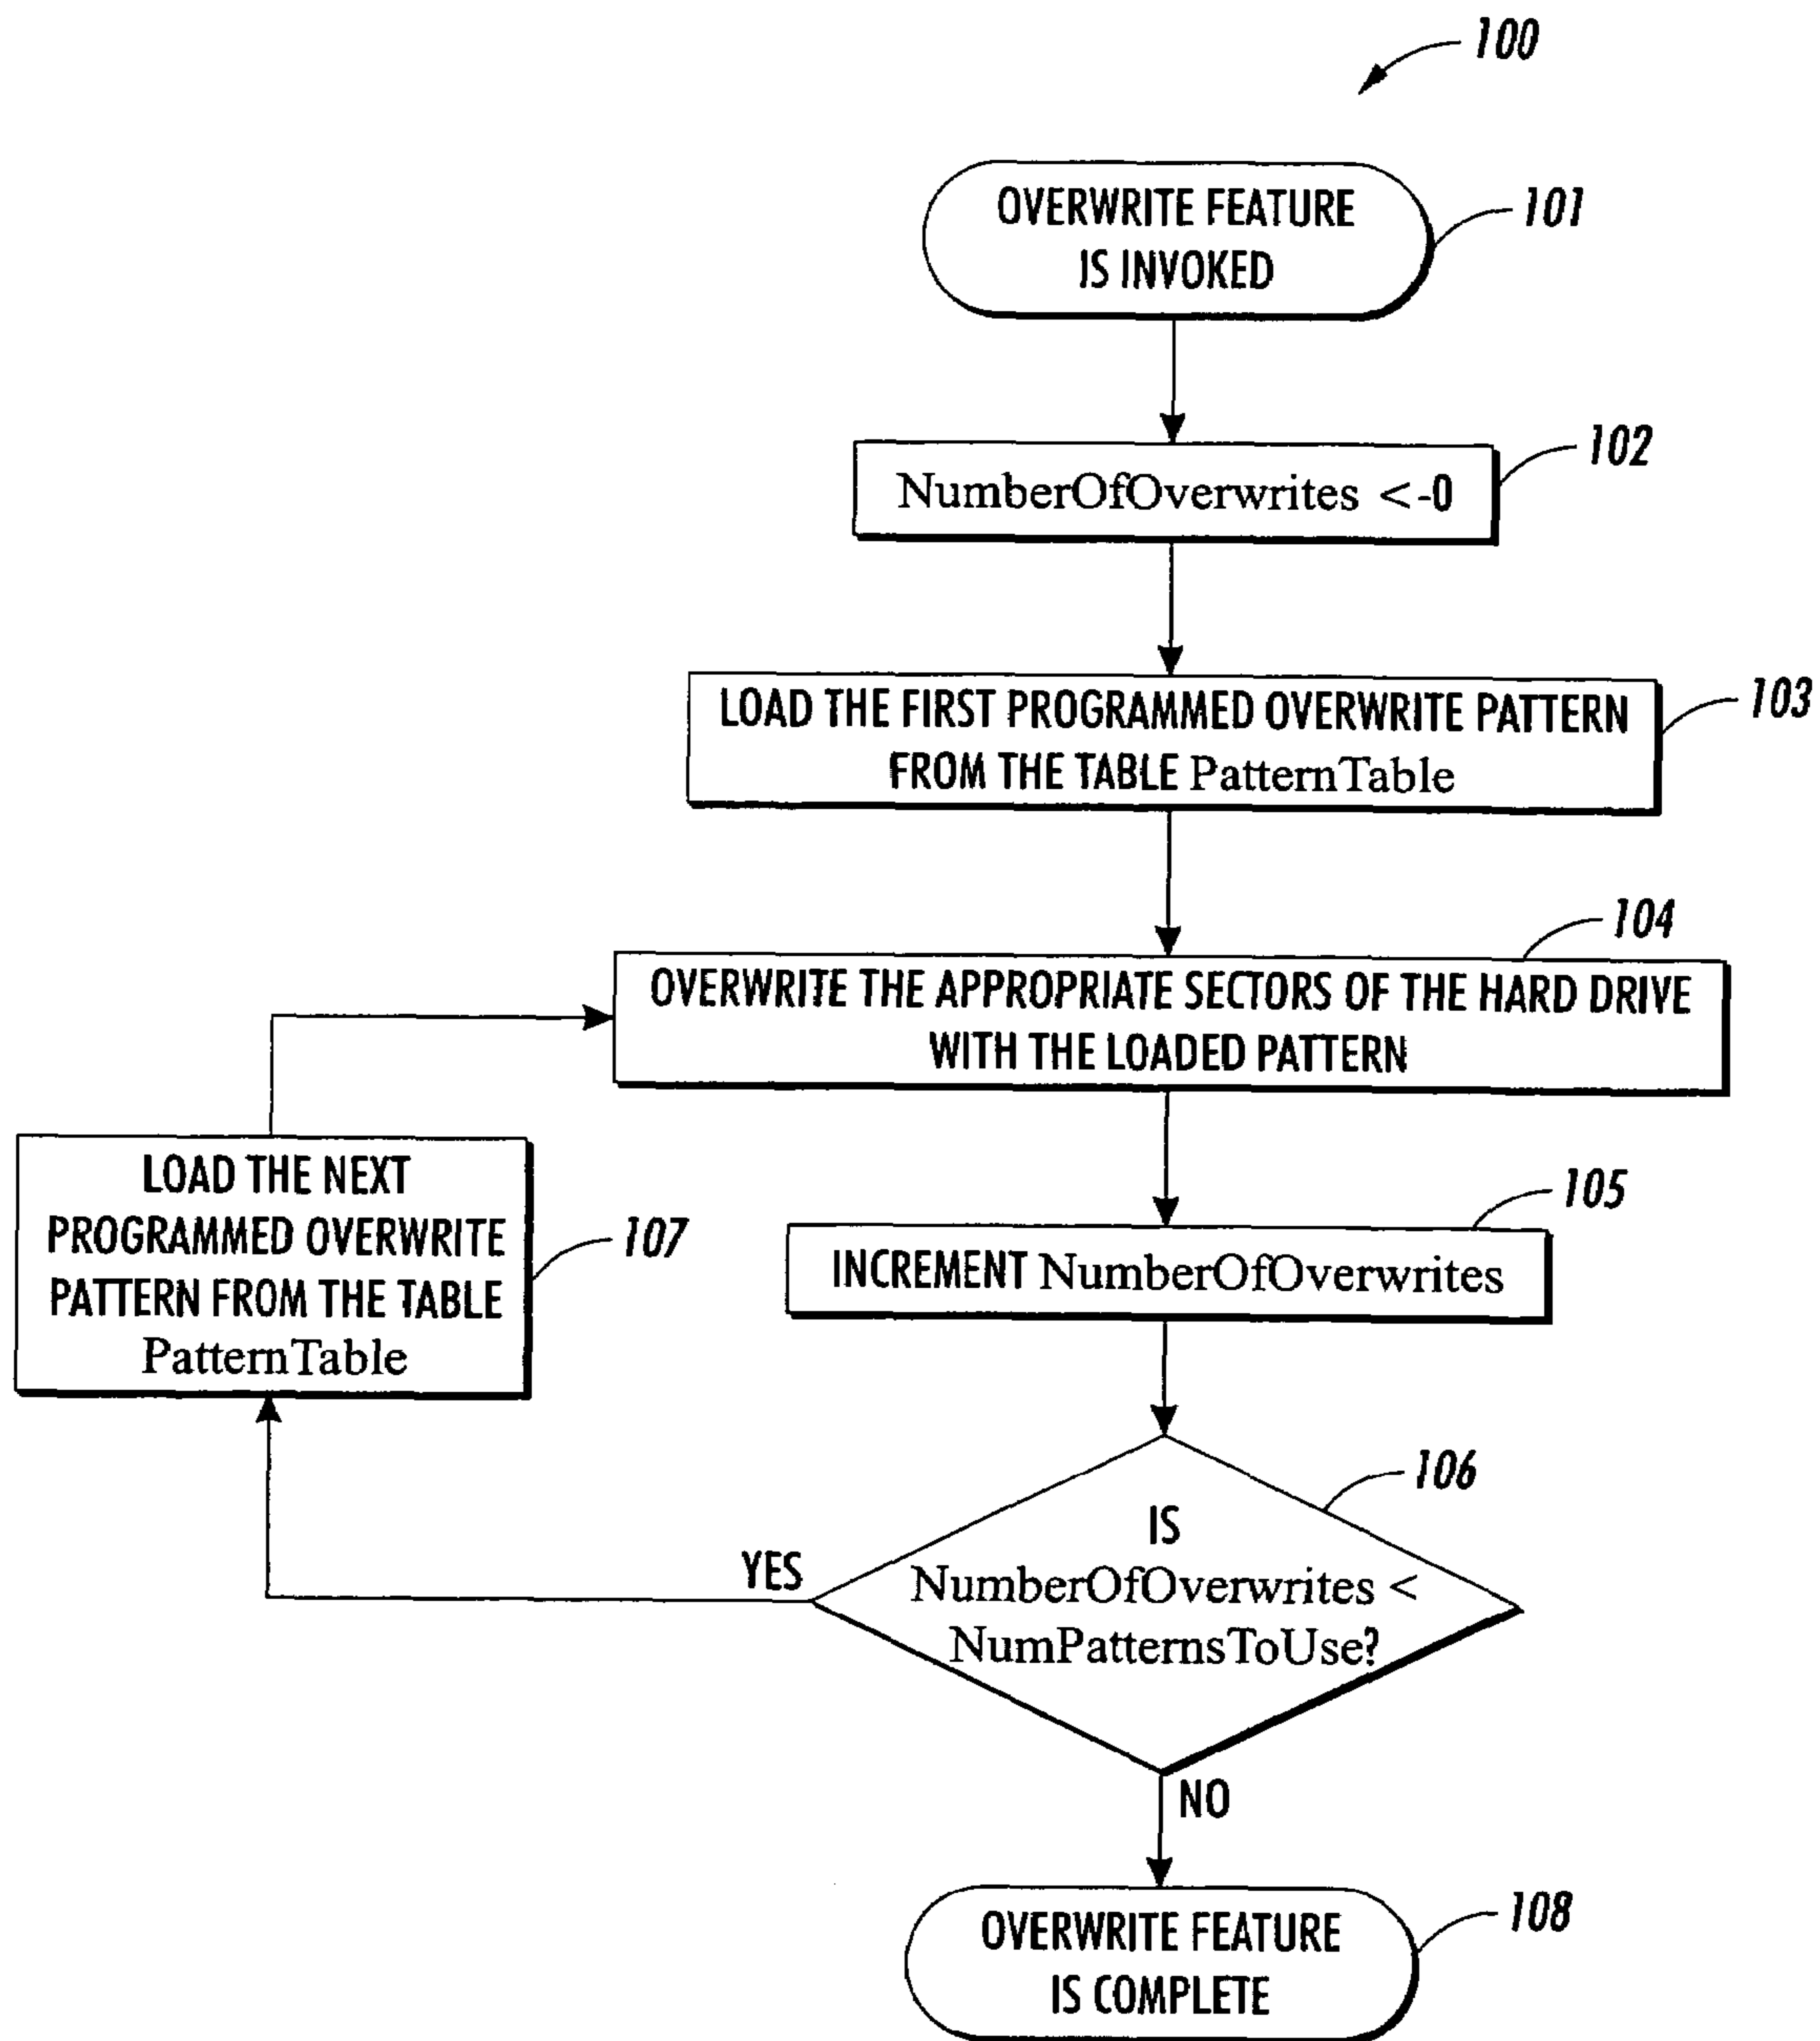 100
OVERWRITE FEATURE
IS INVOKED
101
NumberOfOverwrites <-0
102
LOAD THE FIRST PROGRAMMED OVERWRITE PATTERN
FROM THE TABLE PatternTable
103
104
OVERWRITE THE APPROPRIATE SECTORS OF THE HARD DRIVE
WITH THE LOADED PATTERN
LOAD THE NEXT
PROGRAMMED OVERWRITE
PATTERN FROM THE TABLE
PatternTable
107
105
INCREMENT NumberOfOverwrites
106
IS
NumberOfOverwrites <
NumPatternsToUse?
YES
NO
OVERWRITE FEATURE
IS COMPLETE
108